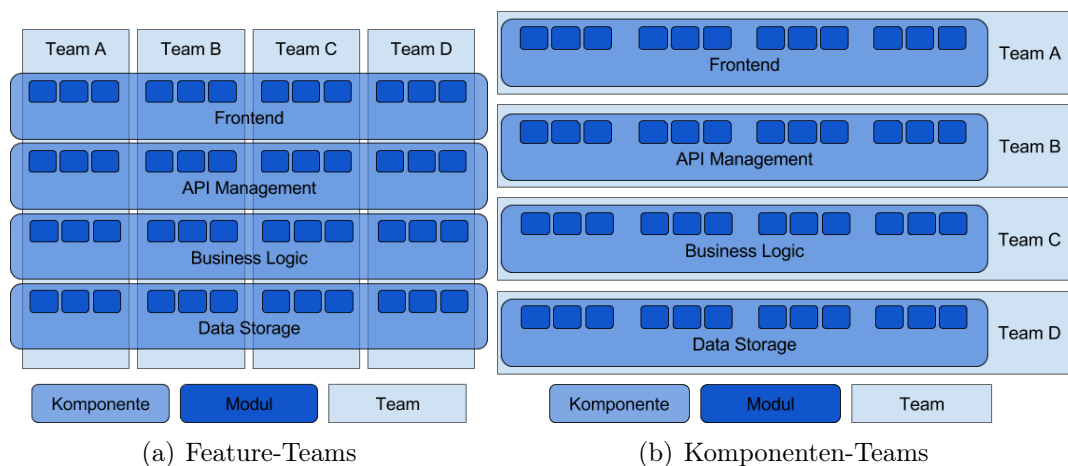 Team A Team B Team C Team D
Frontend
API Management
Business Logic
Data Storage
Komponente Modul Team
(a) Feature-Teams
Frontend Team A
API Management Team B
Business Logic Team C
Data Storage Team D
Komponente Modul Team
(b) Komponenten-Teams